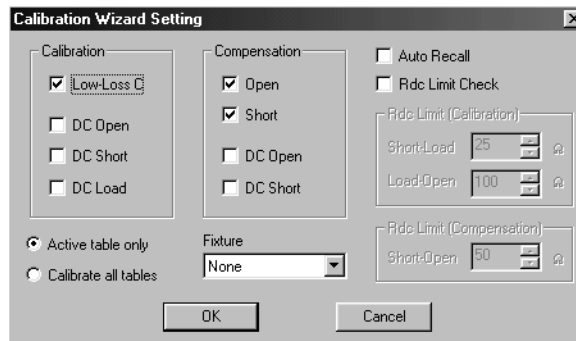 Calibration Wizard Setting
Calibration
Low-Loss C
DC Open
DC Short
DC Load
Compensation
Open
Short
DC Open
DC Short
Auto Recall
Rdc Limit Check
Rdc Limit (Calibration)
Short-Load 25 Ω
Load-Open 100 Ω
Rdc Limit (Compensation)
Short-Open 50 Ω
Active table only
Calibrate all tables
Fixture
None
OK Cancel